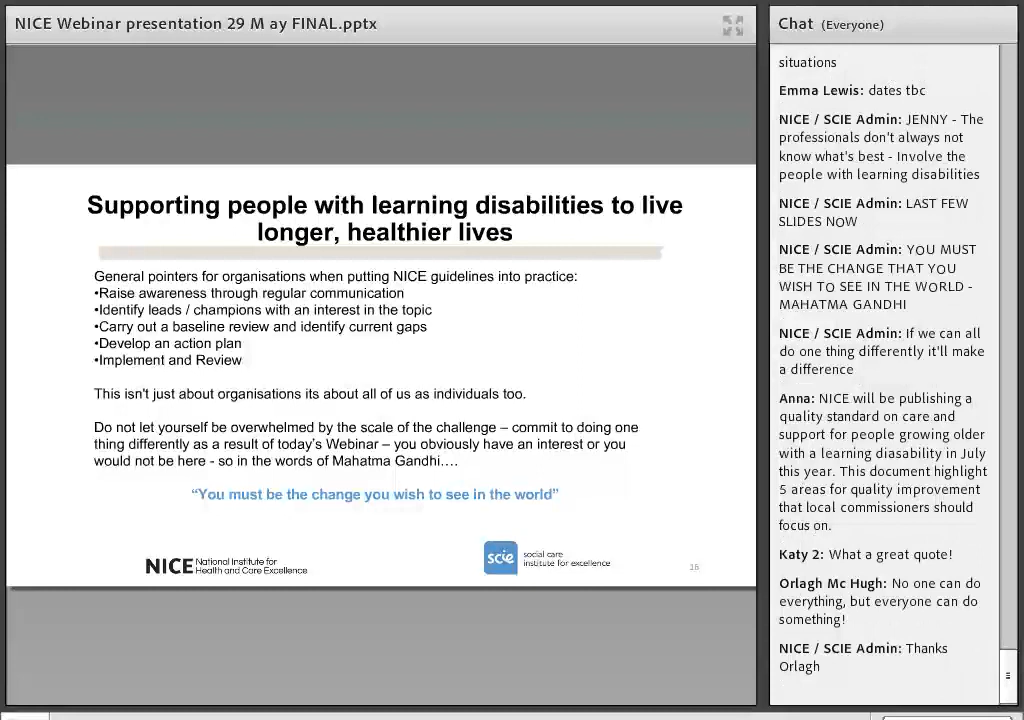 NICE Webinar presentation 29 M ay FINAL.pptx
Supporting people with learning disabilities to live
longer, healthier lives
General pointers for organisations when putting NICE guidelines into practice:
•Raise awareness through regular communication
•Identify leads / champions with an interest in the topic
•Carry out a baseline review and identify current gaps
•Develop an action plan
•Implement and Review
This isn't just about organisations its about all of us as individuals too.
Do not let yourself be overwhelmed by the scale of the challenge – commit to doing one
thing differently as a result of today's Webinar – you obviously have an interest or you
would not be here - so in the words of Mahatma Gandhi….
“You must be the change you wish to see in the world”
NICE National Institute for
Health and Care Excellence
scie social care
institute for excellence
16
Chat (Everyone)
situations
Emma Lewis: dates tbc
NICE / SCIE Admin: JENNY - The
professionals don't always not
know what's best - Involve the
people with learning disabilities
NICE / SCIE Admin: LAST FEW
SLIDES NOW
NICE / SCIE Admin: YOU MUST
BE THE CHANGE THAT YOU
WISH TO SEE IN THE WORLD -
MAHATMA GANDHI
NICE / SCIE Admin: If we can all
do one thing differently it'll make
a difference
Anna: NICE will be publishing a
quality standard on care and
support for people growing older
with a learning diasability in July
this year. This document highlight
5 areas for quality improvement
that local commissioners should
focus on.
Katy 2: What a great quote!
Orlagh Mc Hugh: No one can do
everything, but everyone can do
something!
NICE / SCIE Admin: Thanks
Orlagh